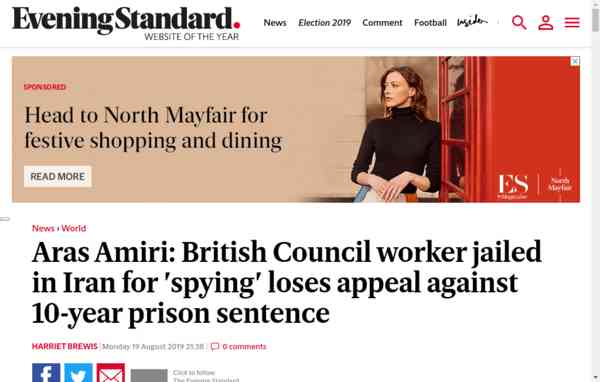 Evening Standard.
WEBSITE OF THE YEAR
News Election 2019 Comment Football Insider
SPONSORED
Head to North Mayfair for
festive shopping and dining
READ MORE
ES North
Magazine Mayfair
News › World
Aras Amiri: British Council worker jailed
in Iran for 'spying' loses appeal against
10-year prison sentence
HARRIET BREWIS | Monday 19 August 2019 21:38 | 0 comments
Click to follow
The Evening Standard